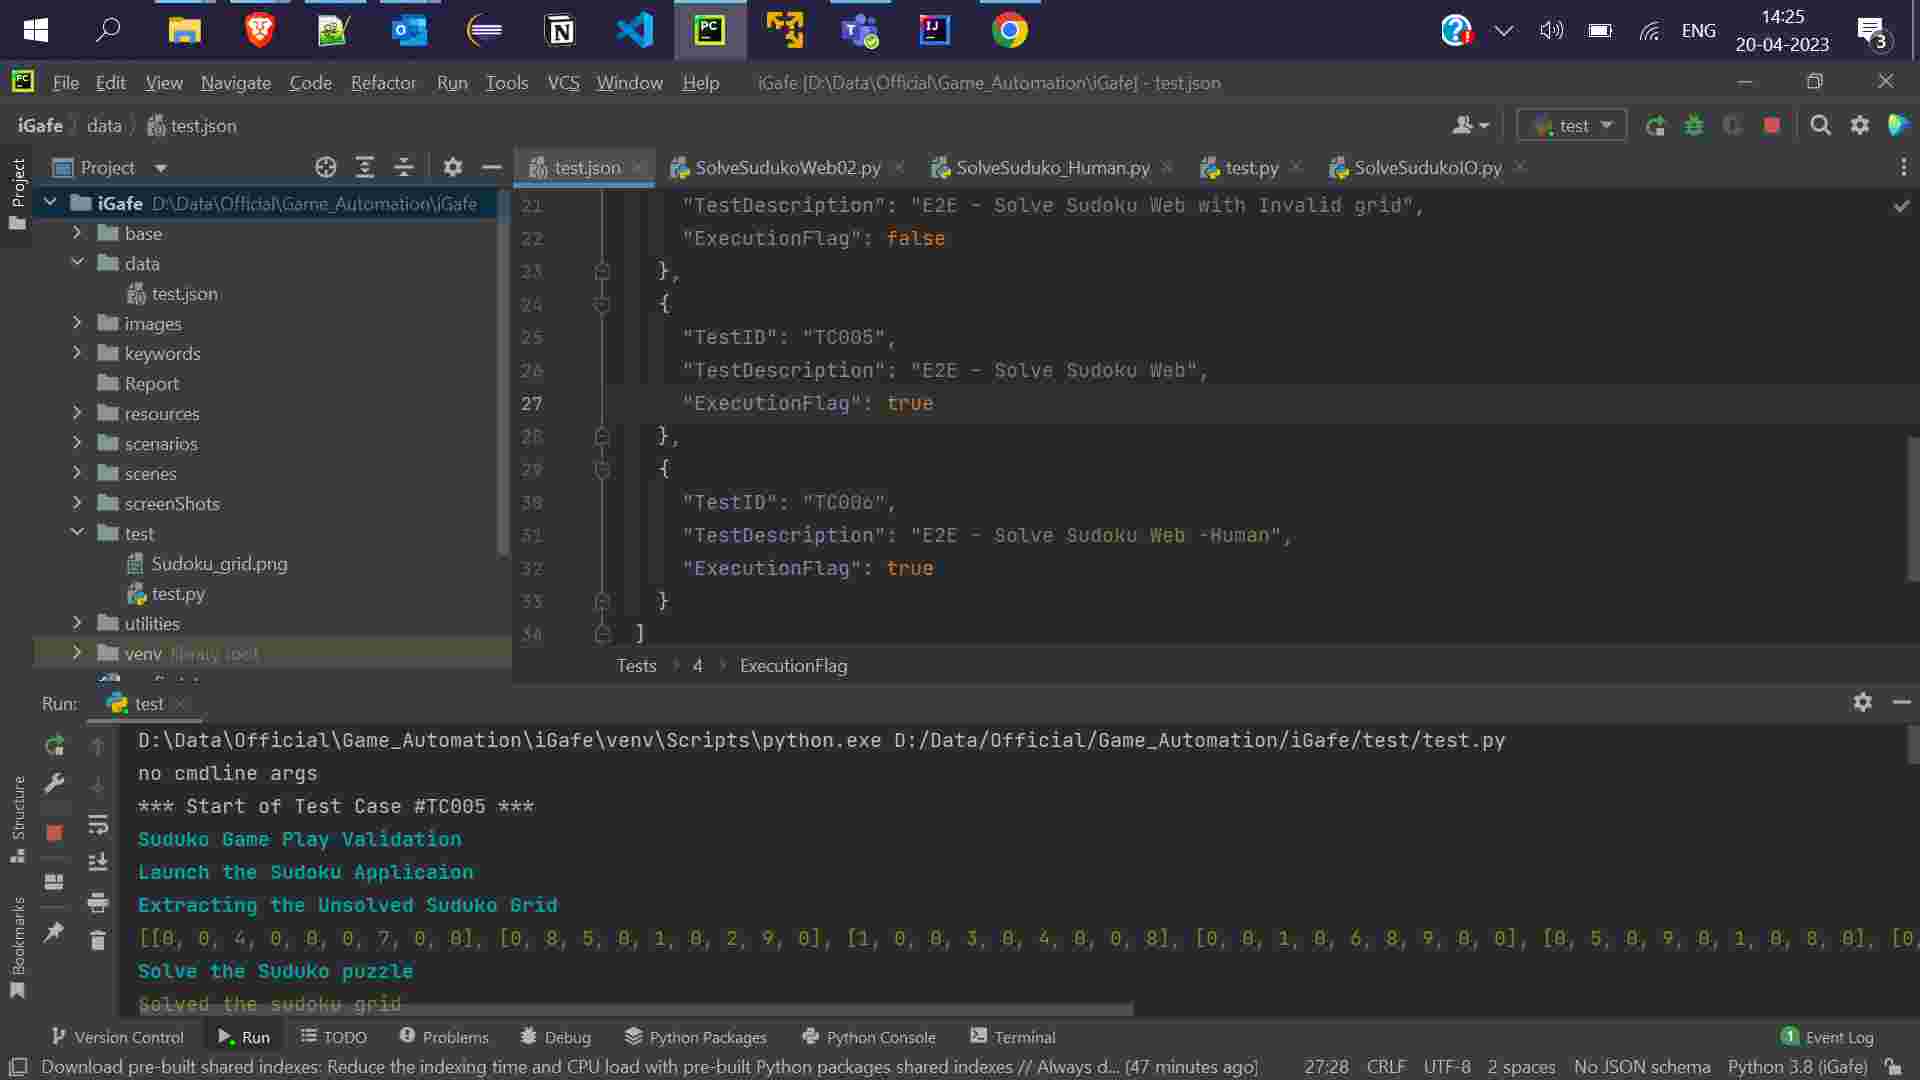 ENG
14:25
20-04-2023
3
File Edit View Navigate Code Refactor Run Tools VCS Window Help iGafe [D:\Data\Official\Game_Automation\iGafe] - test.json
iGafe data test.json
test
Project
test.json SolveSudukoWeb02.py SolveSuduko_Human.py test.py SolveSudukoIO.py
Project
iGafe D:\Data\Official\Game_Automation\iGafe
base
data
test.json
images
keywords
Report
resources
scenarios
scenes
screenShots
test
Sudoku_grid.png
test.py
utilities
venv library root
21 "TestDescription": "E2E - Solve Sudoku Web with Invalid grid",
22 "ExecutionFlag": false
23 },
24 {
25 "TestID": "TC005",
26 "TestDescription": "E2E - Solve Sudoku Web",
27 "ExecutionFlag": true
28 },
29 {
30 "TestID": "TC006",
31 "TestDescription": "E2E - Solve Sudoku Web -Human",
32 "ExecutionFlag": true
33 }
34 ]
Tests 4 ExecutionFlag
Run: test
D:\Data\Official\Game_Automation\iGafe\venv\Scripts\python.exe D:/Data/Official/Game_Automation/iGafe/test/test.py
no cmdline args
*** Start of Test Case #TC005 ***
Suduko Game Play Validation
Launch the Sudoku Applicaion
Extracting the Unsolved Suduko Grid
[[0, 0, 4, 0, 0, 0, 7, 0, 0], [0, 8, 5, 0, 1, 0, 2, 9, 0], [1, 0, 0, 3, 0, 4, 0, 0, 8], [0, 0, 1, 0, 6, 8, 9, 0, 0], [0, 5, 0, 9, 0, 1, 0, 8, 0], [0,
Solve the Suduko puzzle
Solved the sudoku grid
Structure
Bookmarks
Version Control Run TODO Problems Debug Python Packages Python Console Terminal 1 Event Log
Download pre-built shared indexes: Reduce the indexing time and CPU load with pre-built Python packages shared indexes // Always d... (47 minutes ago) 27:28 CRLF UTF-8 2 spaces No JSON schema Python 3.8 (iGafe)